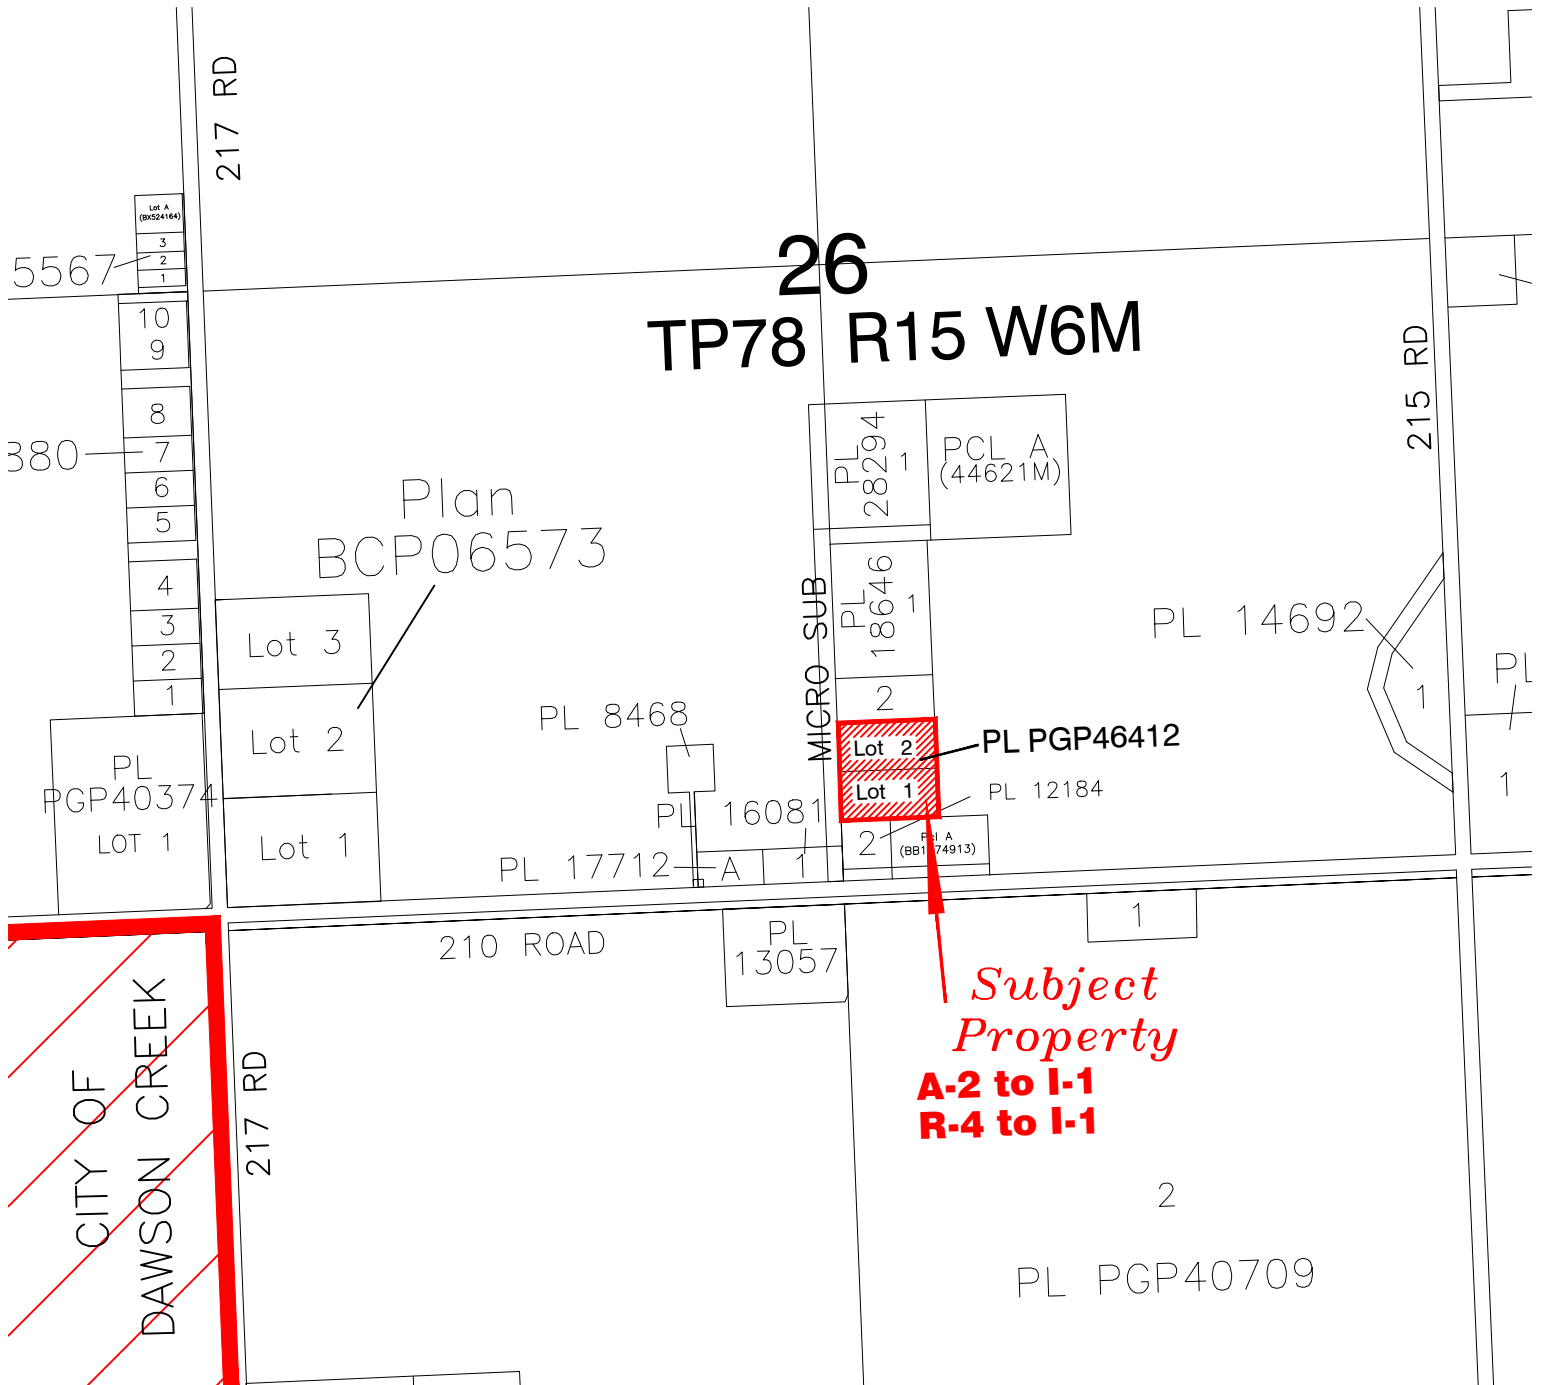 217 RD
Lot A
(BX524164)
3
2
1
5567
26
TP78 R15 W6M
10
9
8
7
6
5
4
3
2
1
215 RD
PL
28294
1
PCL A
(44621M)
Plan
BCP06573
MICRO SUB
PL
18646
1
2
PL 14692
1
Lot 3
Lot 2
Lot 1
PL
PGP40374
LOT 1
PL 8468
Lot 2
Lot 1
PL PGP46412
PL 12184
PL
1
PL 16081
2
PL 17712
A
1
210 ROAD
PL
13057
1
Subject
Property
A-2 to I-1
R-4 to I-1
CITY OF
DAWSON CREEK
217 RD
2
PL PGP40709